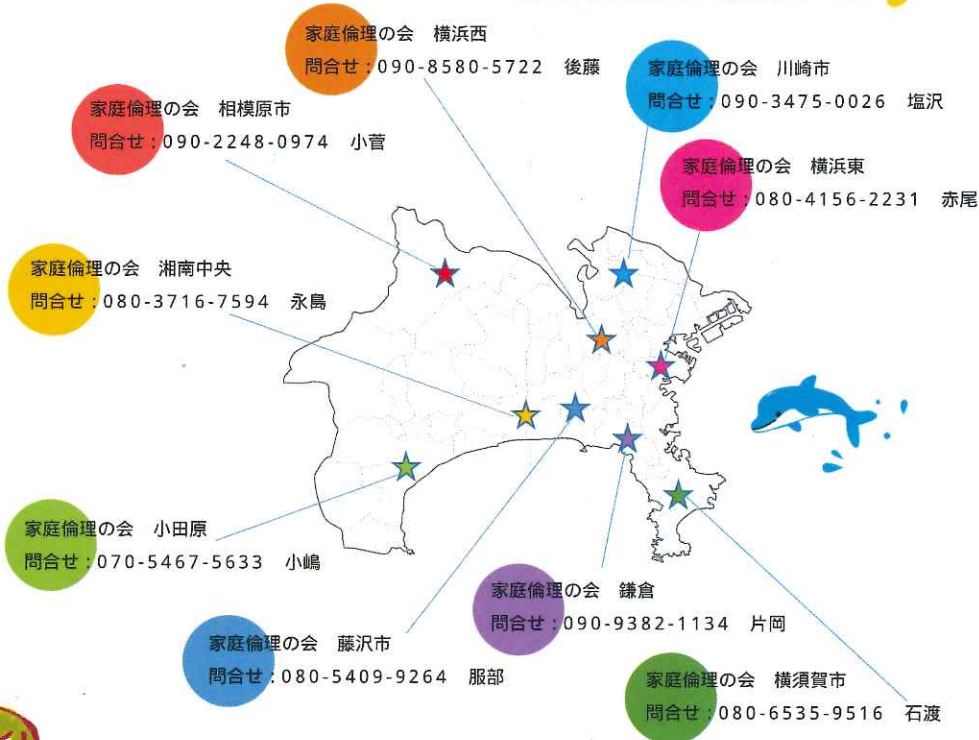 家庭倫理の会　横浜西
問合せ：090-8580-5722　後藤
家庭倫理の会　川崎市
問合せ：090-3475-0026　塩沢
家庭倫理の会　相模原市
問合せ：090-2248-0974　小菅
家庭倫理の会　横浜東
問合せ：080-4156-2231　赤尾
家庭倫理の会　湘南中央
問合せ：080-3716-7594　永鳥
家庭倫理の会　小田原
問合せ：070-5467-5633　小嶋
家庭倫理の会　鎌倉
問合せ：090-9382-1134　片岡
家庭倫理の会　藤沢市
問合せ：080-5409-9264　服部
家庭倫理の会　横須賀市
問合せ：080-6535-9516　石渡